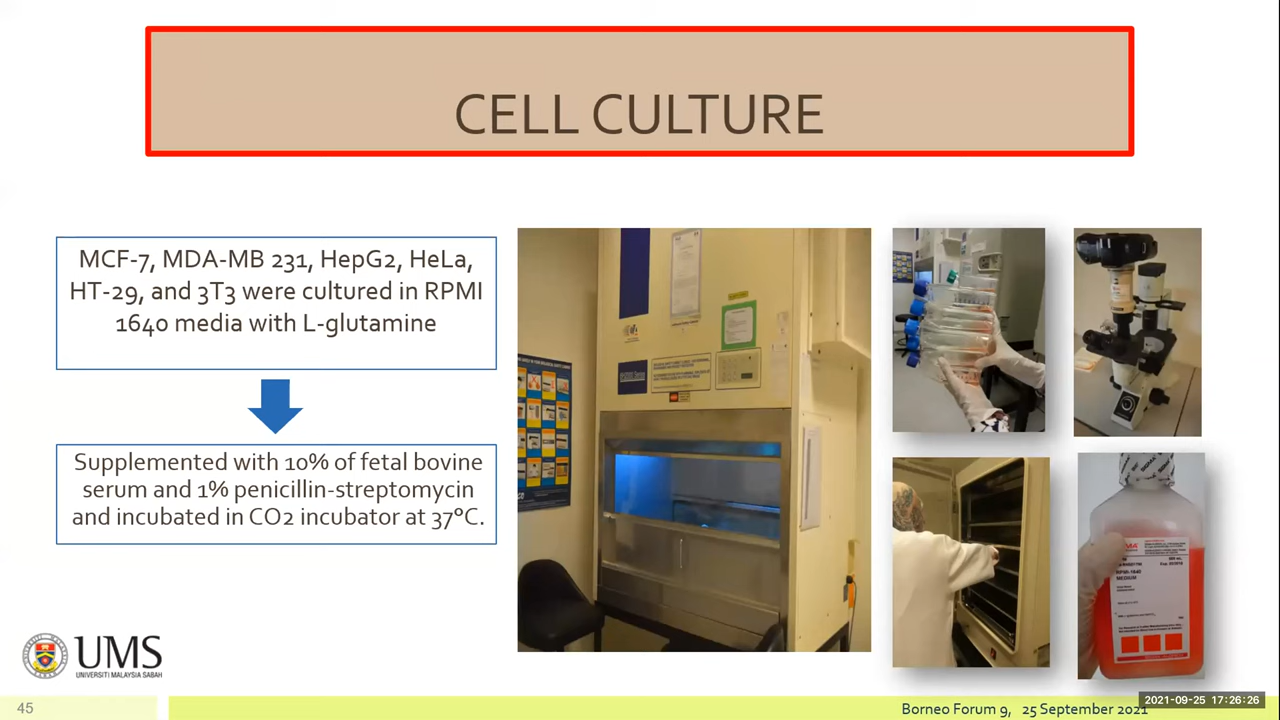 CELL CULTURE
MCF-7, MDA-MB 231, HepG2, HeLa,
HT-29, and 3T3 were cultured in RPMI
1640 media with L-glutamine
Supplemented with 10% of fetal bovine
serum and 1% penicillin-streptomycin
and incubated in CO2 incubator at 37°C.
MEDIUM
UMS
UNIVERSITI MALAYSIA SABAH
45
Borneo Forum 9, 25 September 2021
2021-09-25 17:26:26